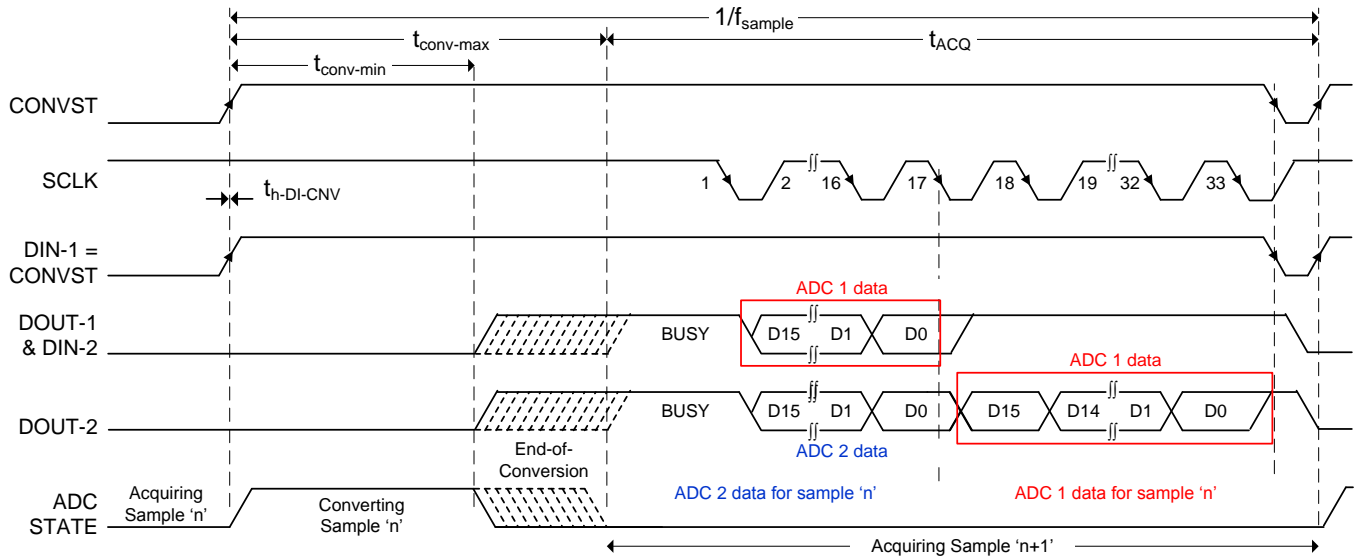 1/fsample
tconv-max
tACQ
tconv-min
CONVST
SCLK
1 2 16 17 18 19 32 33
th-DI-CNV
DIN-1 =
CONVST
ADC 1 data
DOUT-1
& DIN-2
BUSY D15 D1 D0
ADC 1 data
DOUT-2
BUSY D15 D1 D0 D15 D14 D1 D0
ADC 2 data
End-of-
Conversion
ADC
STATE
Acquiring
Sample ‘n’
Converting
Sample ‘n’
ADC 2 data for sample ‘n’
ADC 1 data for sample ‘n’
Acquiring Sample ‘n+1’